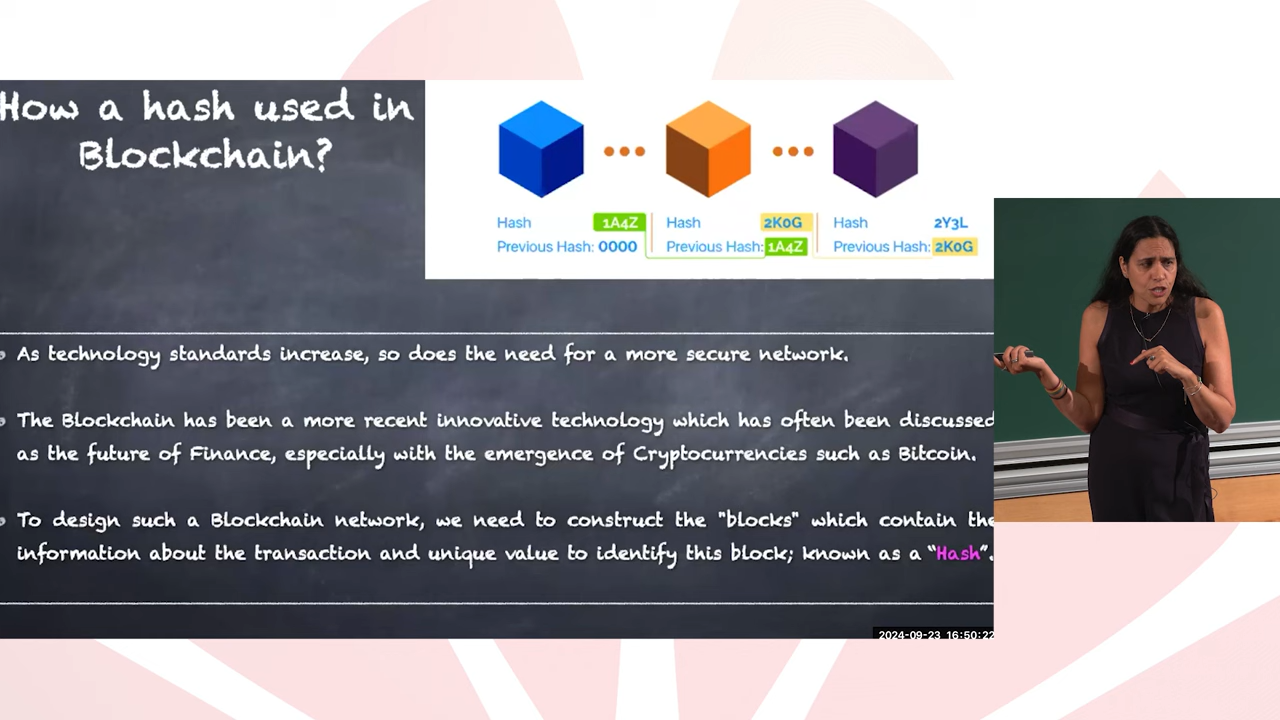 How a hash used in
Blockchain?
Hash 1A4Z
Previous Hash: 0000
Hash 2K0G
Previous Hash: 1A4Z
Hash 2Y3L
Previous Hash: 2K0G
As technology standards increase, so does the need for a more secure network.
The Blockchain has been a more recent innovative technology which has often been discussed
as the future of Finance, especially with the emergence of Cryptocurrencies such as Bitcoin.
To design such a Blockchain network, we need to construct the "blocks" which contain the
information about the transaction and unique value to identify this block; known as a “Hash”.
2024-09-23 16:50:22